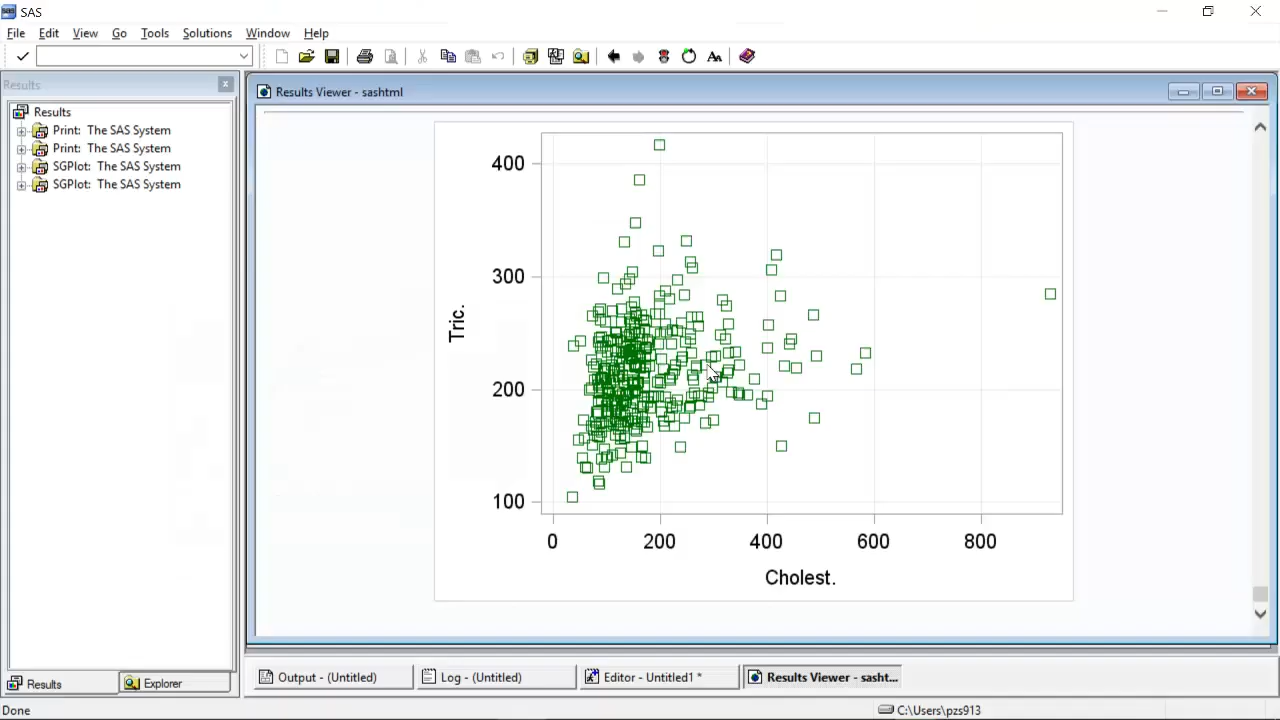 sas SAS
File Edit View Go Tools Solutions Window Help
Results
Results Viewer - sashtml
Results
Print: The SAS System
Print: The SAS System
SGPlot: The SAS System
SGPlot: The SAS System
400
300
200
100
Tric.
0 200 400 600 800
Cholest.
Results Explorer
Output - (Untitled) Log - (Untitled) Editor - Untitled1 * Results Viewer - sasht...
Done C:\Users\pzs913